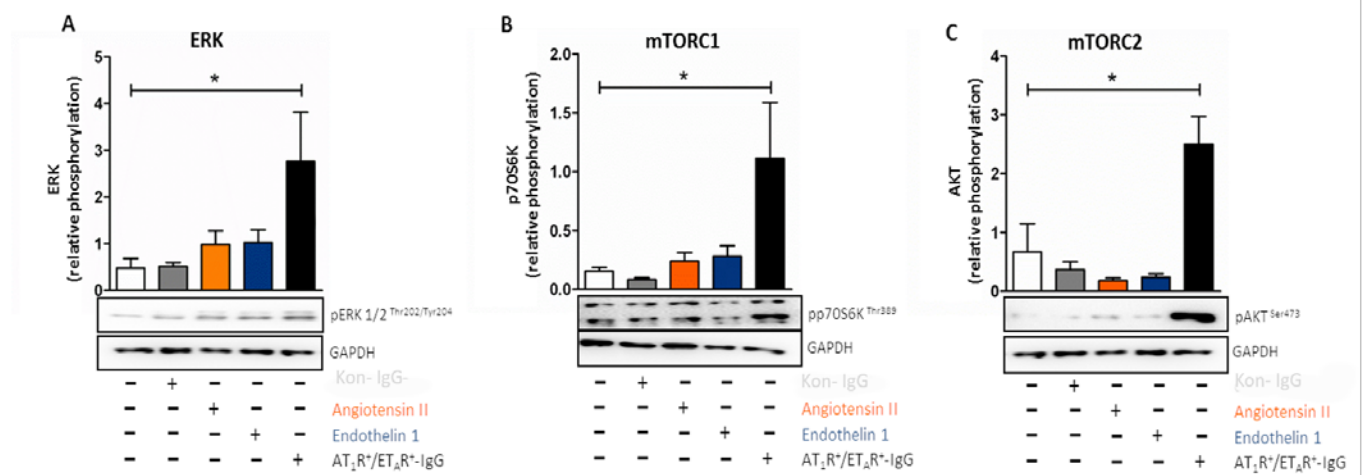 A
ERK
ERK
(relative phosphorylation)
5
4
3
2
1
0
*
pERK 1/2 Thr202/Tyr204
GAPDH
– + – – – Kon- IgG-
– – + – – Angiotensin II
– – – + – Endothelin 1
– – – – + AT₁R⁺/ETAR⁺-IgG
B
mTORC1
p70S6K
(relative phosphorylation)
2.0
1.5
1.0
0.5
0.0
*
pp70S6K Thr389
GAPDH
– + – – – Kon- IgG
– – + – – Angiotensin II
– – – + – Endothelin 1
– – – – + AT₁R⁺/ETAR⁺-IgG
C
mTORC2
AKT
(relative phosphorylation)
4
3
2
1
0
*
pAKT Ser473
GAPDH
– + – – – Kon- IgG
– – + – – Angiotensin II
– – – + – Endothelin 1
– – – – + AT₁R⁺/ETAR⁺-IgG